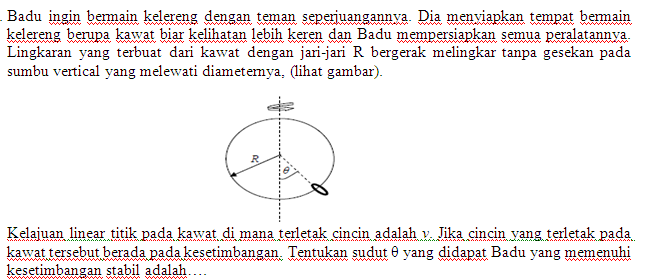 . Badu ingin bermain kelereng dengan teman seperjuangannya. Dia menyiapkan tempat bermain
kelereng berupa kawat biar kelihatan lebih keren dan Badu mempersiapkan semua peralatannya.
Lingkaran yang terbuat dari kawat dengan jari-jari R bergerak melingkar tanpa gesekan pada
sumbu vertical yang melewati diameternya, (lihat gambar).
R
θ
Kelajuan linear titik pada kawat di mana terletak cincin adalah v. Jika cincin yang terletak pada
kawat tersebut berada pada kesetimbangan. Tentukan sudut θ yang didapat Badu yang memenuhi
kesetimbangan stabil adalah….